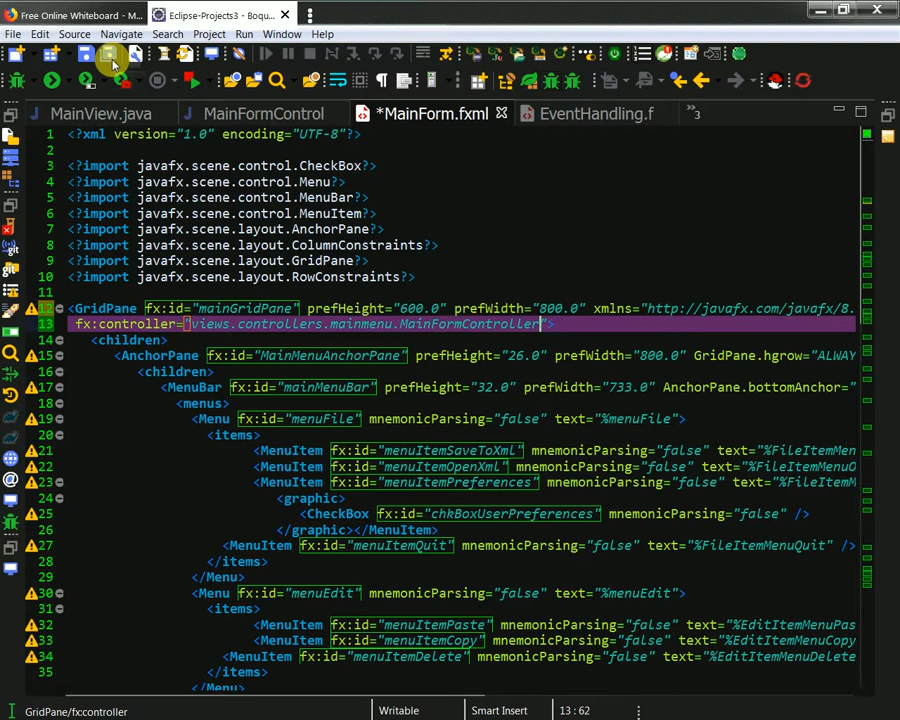 Free Online Whiteboard - M...
Eclipse-Projects3 - Boqu
File Edit Source Navigate Search Project Run Window Help
MainView.java MainFormControl *MainForm.fxml EventHandling.f »3
1 <?xml version="1.0" encoding="UTF-8"?>
2
3 <?import javafx.scene.control.CheckBox?>
4 <?import javafx.scene.control.Menu?>
5 <?import javafx.scene.control.MenuBar?>
6 <?import javafx.scene.control.MenuItem?>
7 <?import javafx.scene.layout.AnchorPane?>
8 <?import javafx.scene.layout.ColumnConstraints?>
9 <?import javafx.scene.layout.GridPane?>
10 <?import javafx.scene.layout.RowConstraints?>
11
12 <GridPane fx:id="mainGridPane" prefHeight="600.0" prefWidth="800.0" xmlns="http://javafx.com/javafx/8.
13 fx:controller="views.controllers.mainmenu.MainFormController">
14 <children>
15 <AnchorPane fx:id="MainMenuAnchorPane" prefHeight="26.0" prefWidth="800.0" GridPane.hgrow="ALWAY
16 <children>
17 <MenuBar fx:id="mainMenuBar" prefHeight="32.0" prefWidth="733.0" AnchorPane.bottomAnchor="
18 <menus>
19 <Menu fx:id="menuFile" mnemonicParsing="false" text="%menuFile">
20 <items>
21 <MenuItem fx:id="menuItemSaveToXml" mnemonicParsing="false" text="%FileItemMen
22 <MenuItem fx:id="menuItemOpenXml" mnemonicParsing="false" text="%FileItemMenuO
23 <MenuItem fx:id="menuItemPreferences" mnemonicParsing="false" text="%FileItemM
24 <graphic>
25 <CheckBox fx:id="chkBoxUserPreferences" mnemonicParsing="false" />
26 </graphic></MenuItem>
27 <MenuItem fx:id="menuItemQuit" mnemonicParsing="false" text="%FileItemMenuQuit" />
28 </items>
29 </Menu>
30 <Menu fx:id="menuEdit" mnemonicParsing="false" text="%menuEdit">
31 <items>
32 <MenuItem fx:id="menuItemPaste" mnemonicParsing="false" text="%EditItemMenuPas
33 <MenuItem fx:id="menuItemCopy" mnemonicParsing="false" text="%EditItemMenuCopy
34 <MenuItem fx:id="menuItemDelete" mnemonicParsing="false" text="%EditItemMenuDelete
35 </items>
</Menu>
GridPane/fx:controller Writable Smart Insert 13 : 62